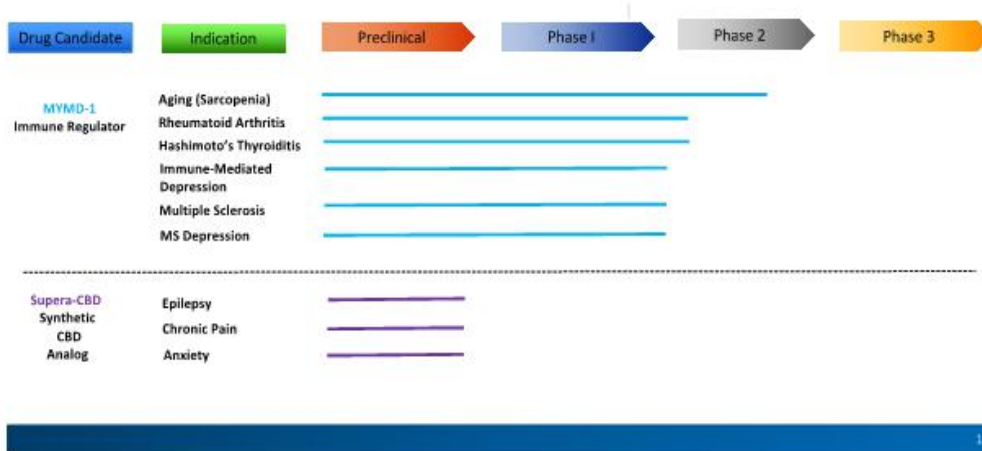 Drug Candidate
Indication
Preclinical
Phase I
Phase 2
Phase 3
MYMD-1
Immune Regulator
Aging (Sarcopenia)
Rheumatoid Arthritis
Hashimoto's Thyroiditis
Immune-Mediated
Depression
Multiple Sclerosis
MS Depression
Supera-CBD
Synthetic
CBD
Analog
Epilepsy
Chronic Pain
Anxiety